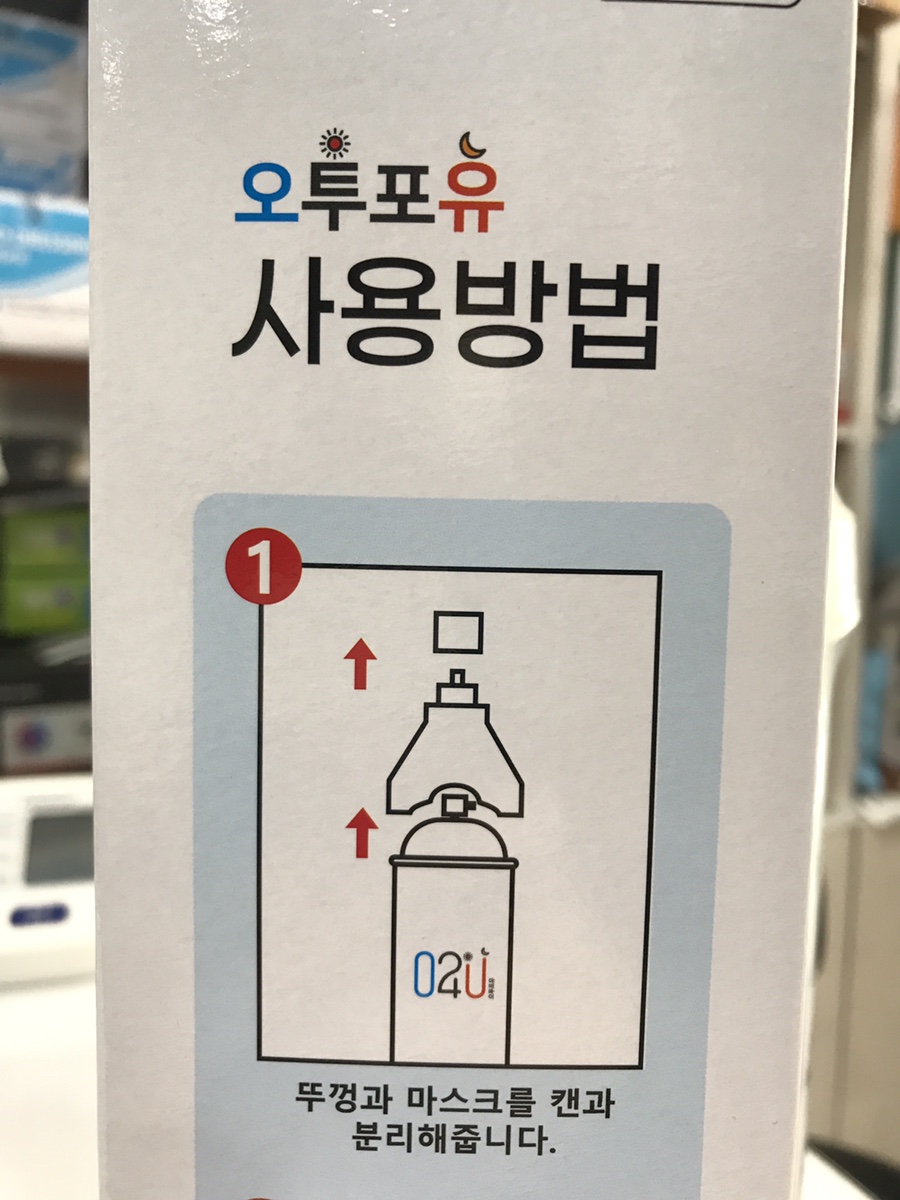 오투포유
사용방법
1
O24U
뚜껑과 마스크를 캔과
분리해줍니다.